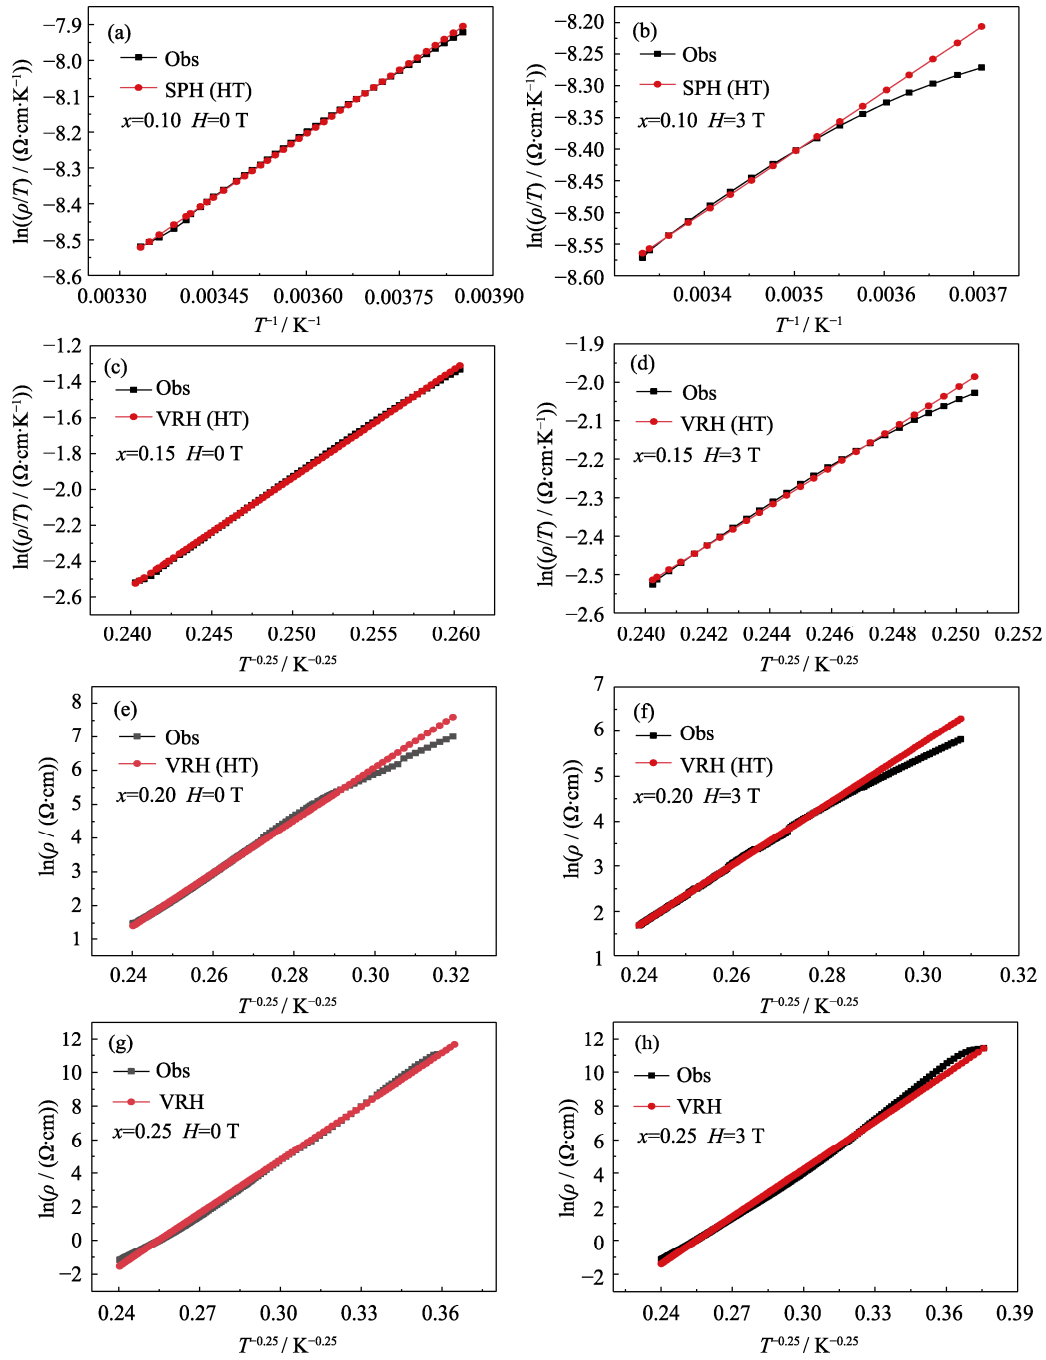 (a)
Obs
SPH (HT)
x=0.10 H=0 T
−7.9
−8.0
−8.1
−8.2
−8.3
−8.4
−8.5
−8.6
ln((ρ/T) / (Ω·cm·K⁻¹))
0.00330 0.00345 0.00360 0.00375 0.00390
T⁻¹ / K⁻¹
(b)
Obs
SPH (HT)
x=0.10 H=3 T
−8.20
−8.25
−8.30
−8.35
−8.40
−8.45
−8.50
−8.55
−8.60
ln((ρ/T) / (Ω·cm·K⁻¹))
0.0034 0.0035 0.0036 0.0037
T⁻¹ / K⁻¹
(c)
Obs
VRH (HT)
x=0.15 H=0 T
−1.2
−1.4
−1.6
−1.8
−2.0
−2.2
−2.4
−2.6
ln((ρ/T) / (Ω·cm·K⁻¹))
0.240 0.245 0.250 0.255 0.260
T⁻⁰·²⁵ / K⁻⁰·²⁵
(d)
Obs
VRH (HT)
x=0.15 H=3 T
−1.9
−2.0
−2.1
−2.2
−2.3
−2.4
−2.5
−2.6
ln((ρ/T) / (Ω·cm·K⁻¹))
0.240 0.242 0.244 0.246 0.248 0.250 0.252
T⁻⁰·²⁵ / K⁻⁰·²⁵
(e)
Obs
VRH (HT)
x=0.20 H=0 T
8
7
6
5
4
3
2
1
ln(ρ / (Ω·cm))
0.24 0.26 0.28 0.30 0.32
T⁻⁰·²⁵ / K⁻⁰·²⁵
(f)
Obs
VRH (HT)
x=0.20 H=3 T
7
6
5
4
3
2
1
ln(ρ / (Ω·cm))
0.24 0.26 0.28 0.30 0.32
T⁻⁰·²⁵ / K⁻⁰·²⁵
(g)
Obs
VRH
x=0.25 H=0 T
12
10
8
6
4
2
0
−2
ln(ρ / (Ω·cm))
0.24 0.27 0.30 0.33 0.36
T⁻⁰·²⁵ / K⁻⁰·²⁵
(h)
Obs
VRH
x=0.25 H=3 T
12
10
8
6
4
2
0
−2
ln(ρ / (Ω·cm))
0.24 0.27 0.30 0.33 0.36 0.39
T⁻⁰·²⁵ / K⁻⁰·²⁵